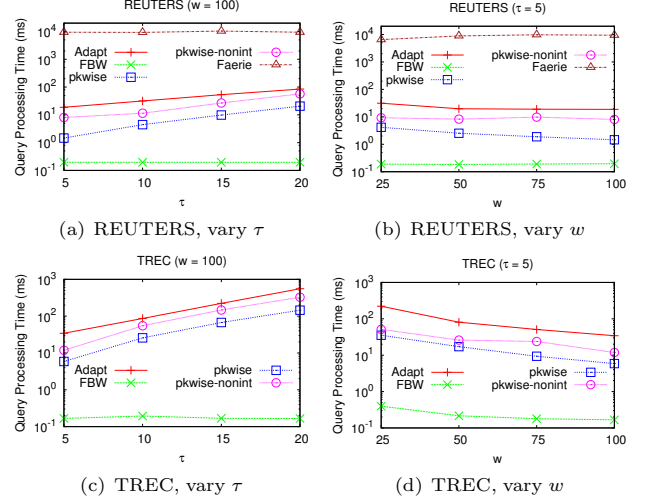 REUTERS (w = 100)
Query Processing Time (ms)
10^4
10^3
10^2
10^1
10^0
10^-1
Adapt
FBW
pkwise
pkwise-nonint
Faerie
5 10 15 20
τ
(a) REUTERS, vary τ
REUTERS (τ = 5)
Query Processing Time (ms)
10^4
10^3
10^2
10^1
10^0
10^-1
Adapt
FBW
pkwise
pkwise-nonint
Faerie
25 50 75 100
w
(b) REUTERS, vary w
TREC (w = 100)
Query Processing Time (ms)
10^3
10^2
10^1
10^0
10^-1
Adapt
FBW
pkwise
pkwise-nonint
5 10 15 20
τ
(c) TREC, vary τ
TREC (τ = 5)
Query Processing Time (ms)
10^3
10^2
10^1
10^0
10^-1
Adapt
FBW
pkwise
pkwise-nonint
25 50 75 100
w
(d) TREC, vary w